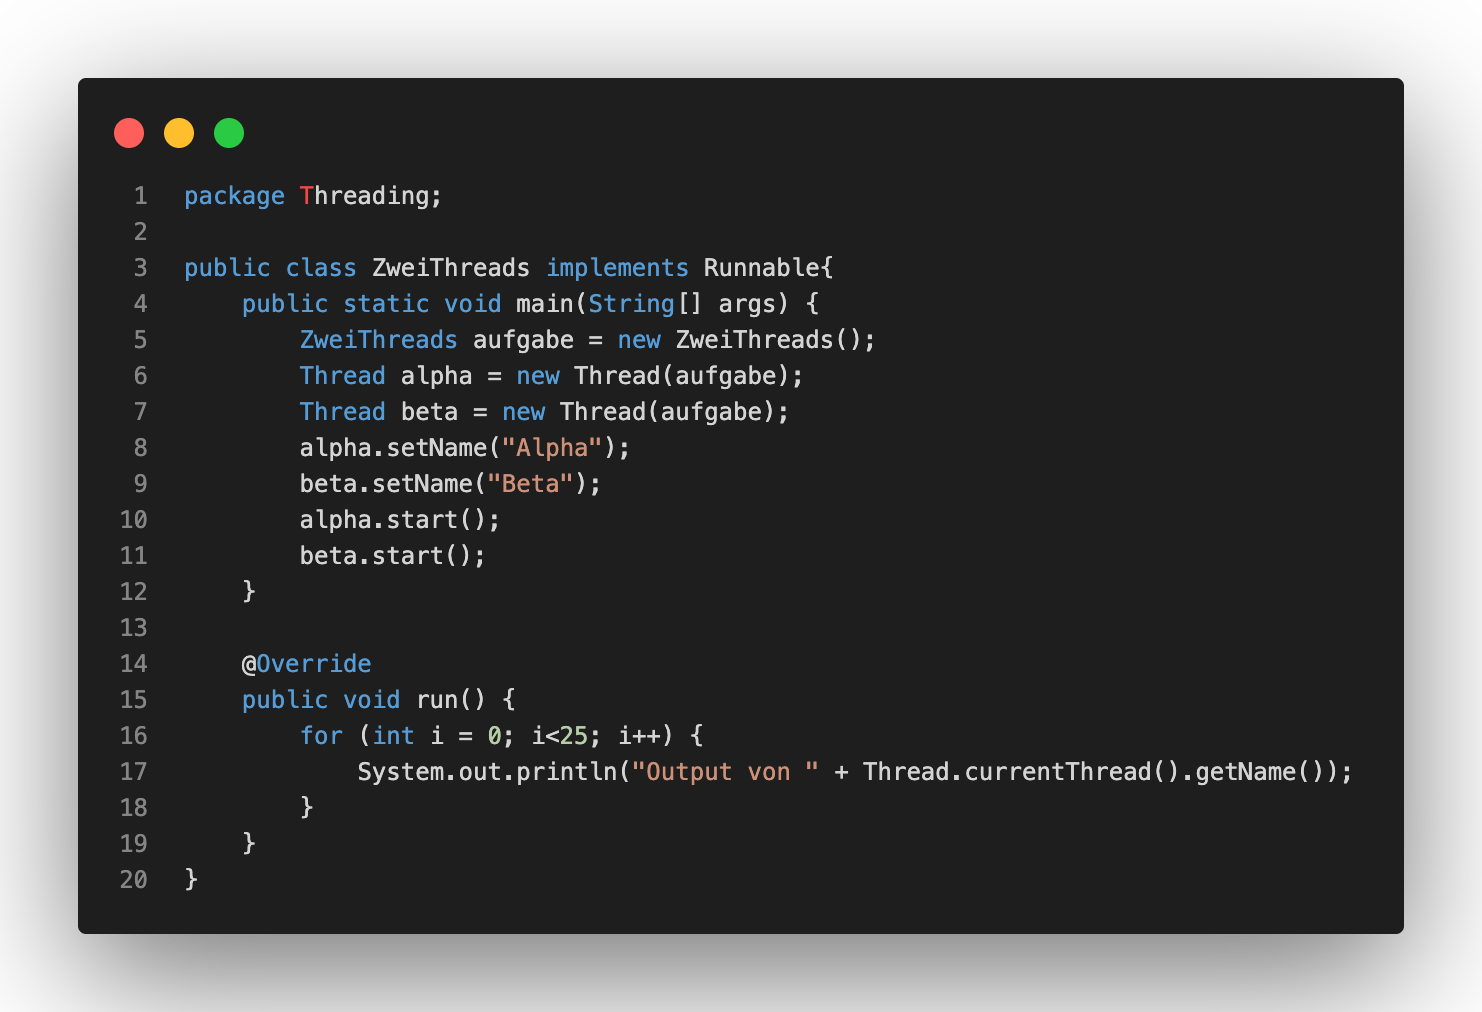 1 package Threading;
2
3 public class ZweiThreads implements Runnable{
4     public static void main(String[] args) {
5         ZweiThreads aufgabe = new ZweiThreads();
6         Thread alpha = new Thread(aufgabe);
7         Thread beta = new Thread(aufgabe);
8         alpha.setName("Alpha");
9         beta.setName("Beta");
10         alpha.start();
11         beta.start();
12     }
13
14     @Override
15     public void run() {
16         for (int i = 0; i<25; i++) {
17             System.out.println("Output von " + Thread.currentThread().getName());
18         }
19     }
20 }